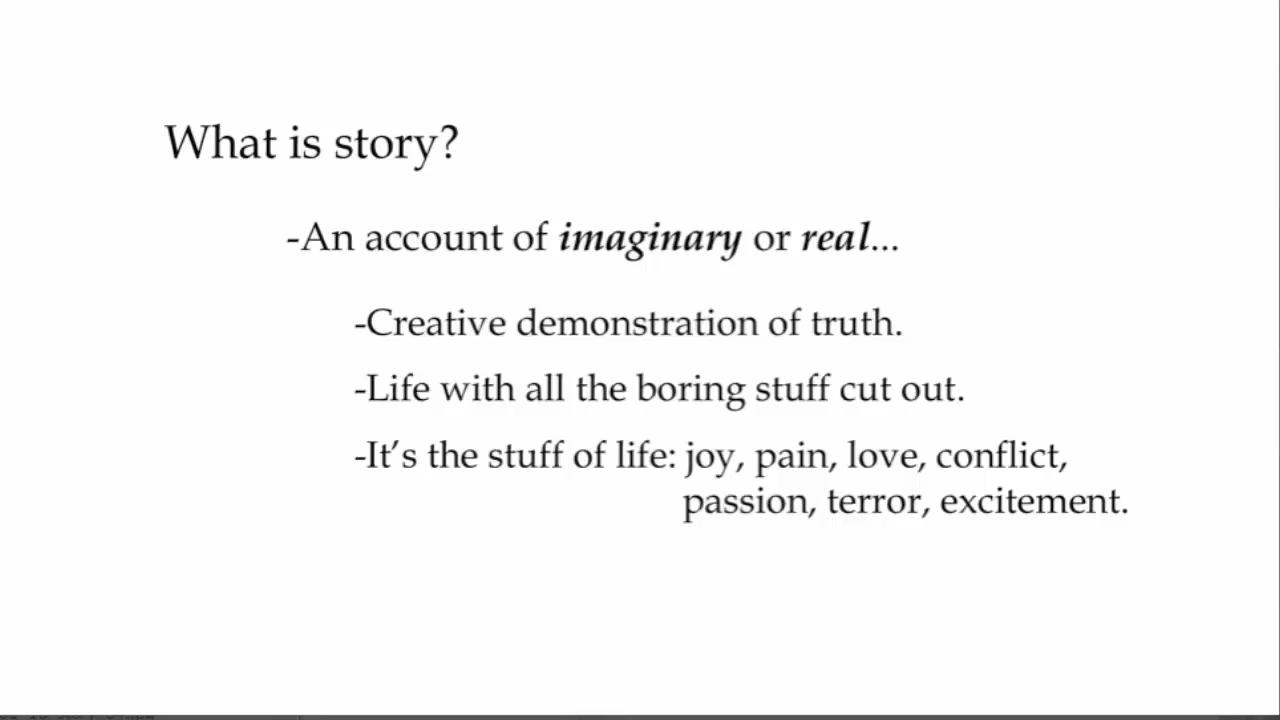 What is story?
-An account of imaginary or real...
-Creative demonstration of truth.
-Life with all the boring stuff cut out.
-It’s the stuff of life: joy, pain, love, conflict,
passion, terror, excitement.